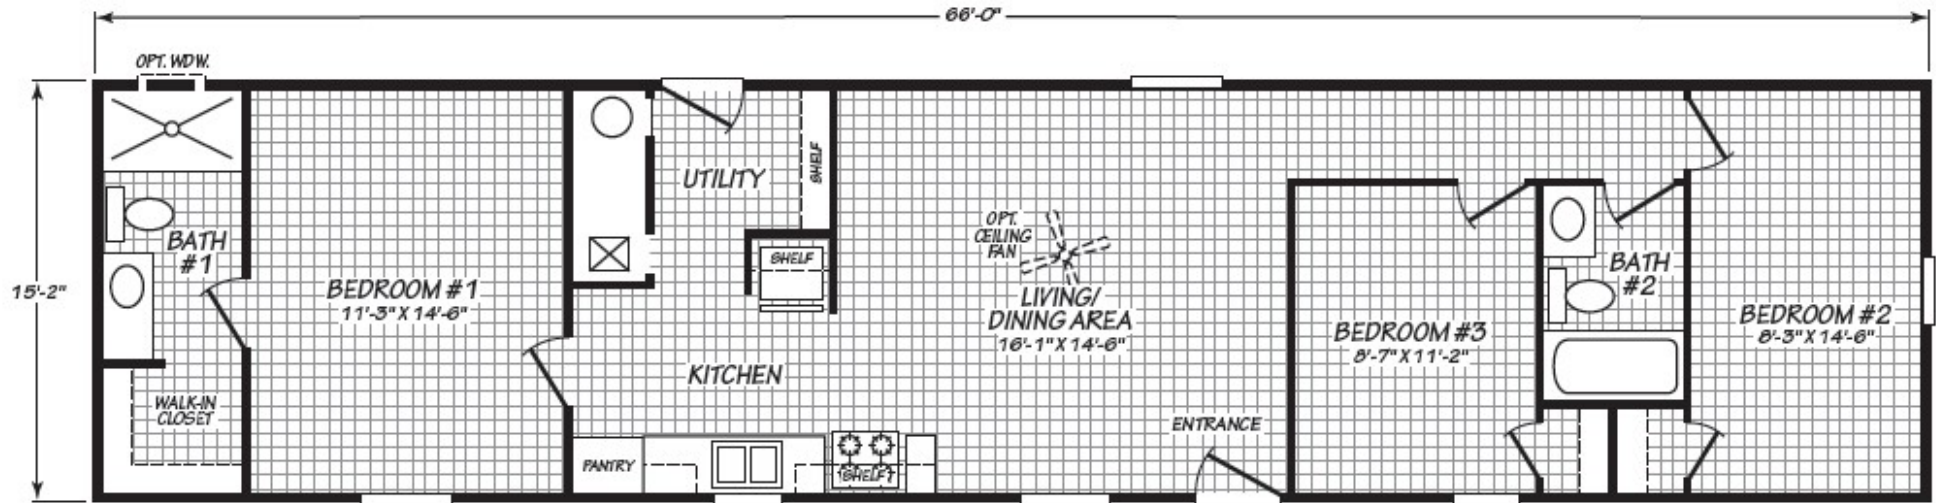 66'-0"
OPT. WDW.
15'-2"
BATH
#1
WALK-IN
CLOSET
BEDROOM #1
11'-3" X 14'-6"
UTILITY
SHELF
SHELF
KITCHEN
PANTRY
SHELF
OPT.
CEILING
FAN
LIVING/
DINING AREA
16'-1" X 14'-6"
ENTRANCE
BEDROOM #3
8'-7" X 11'-2"
BATH
#2
BEDROOM #2
8'-3" X 14'-6"